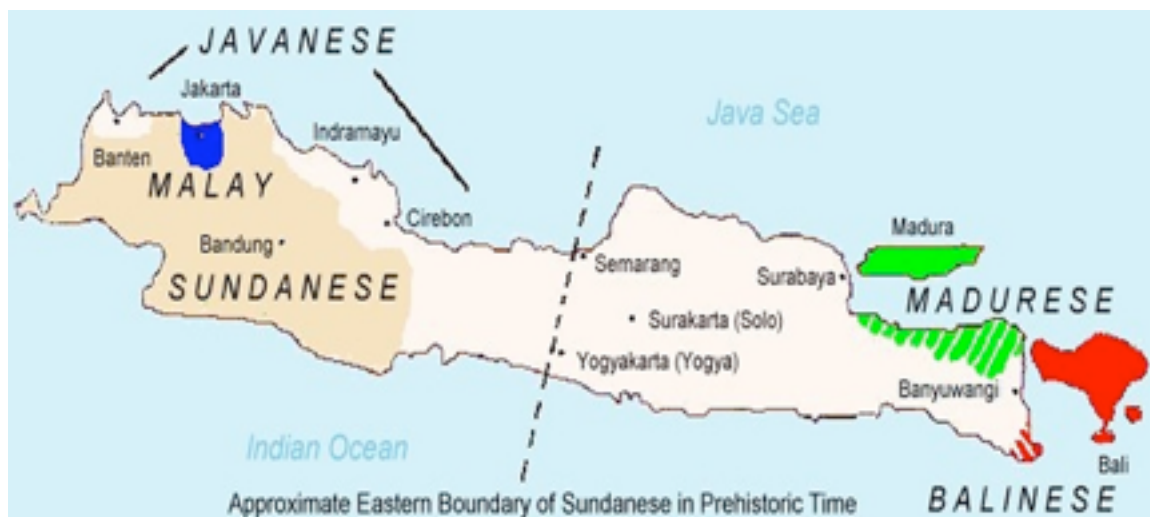 JAVANESE
Jakarta
Java Sea
Indramayu
Banten
MALAY
Cirebon
Madura
Bandung
Semarang
Surabaya
SUNDANESE
MADURESE
Surakarta (Solo)
Yogyakarta (Yogya)
Banyuwangi
Indian Ocean
Bali
Approximate Eastern Boundary of Sundanese in Prehistoric Time
BALINESE